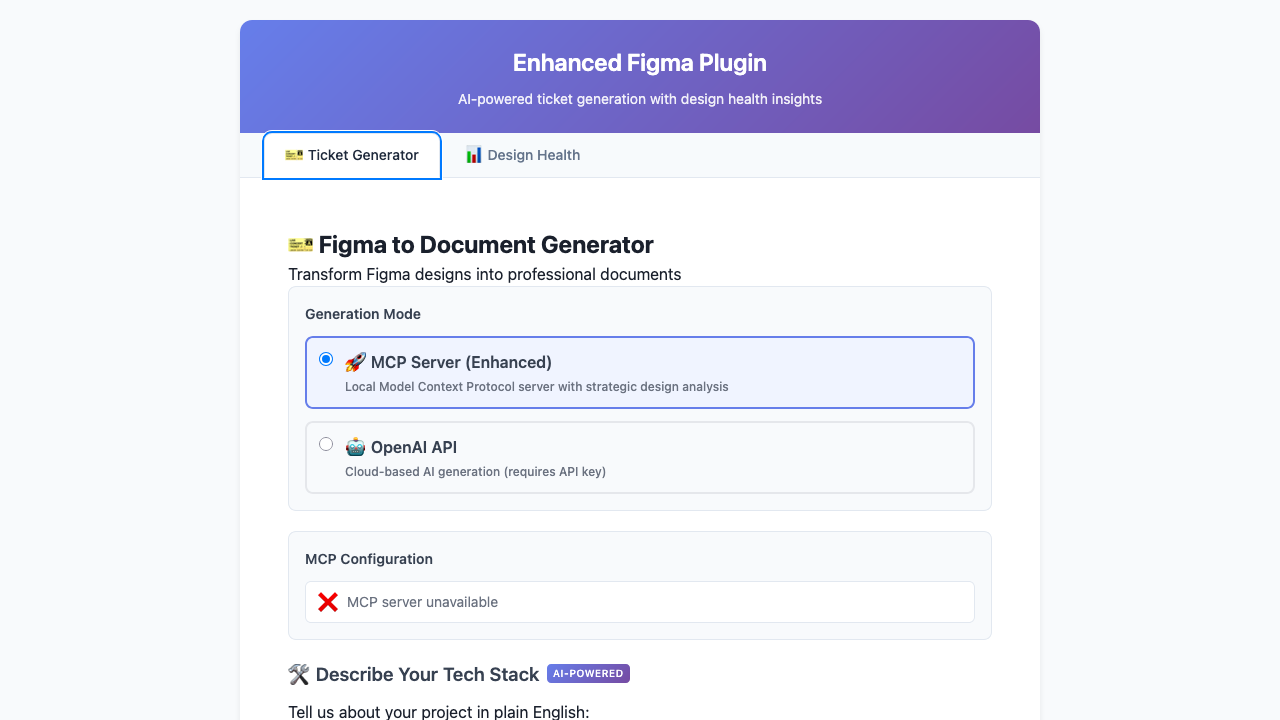 Enhanced Figma Plugin
AI-powered ticket generation with design health insights
🎫 Ticket Generator
📊 Design Health
🎫 Figma to Document Generator
Transform Figma designs into professional documents
Generation Mode
🚀 MCP Server (Enhanced)
Local Model Context Protocol server with strategic design analysis
🤖 OpenAI API
Cloud-based AI generation (requires API key)
MCP Configuration
❌ MCP server unavailable
🛠️ Describe Your Tech Stack AI-POWERED
Tell us about your project in plain English: